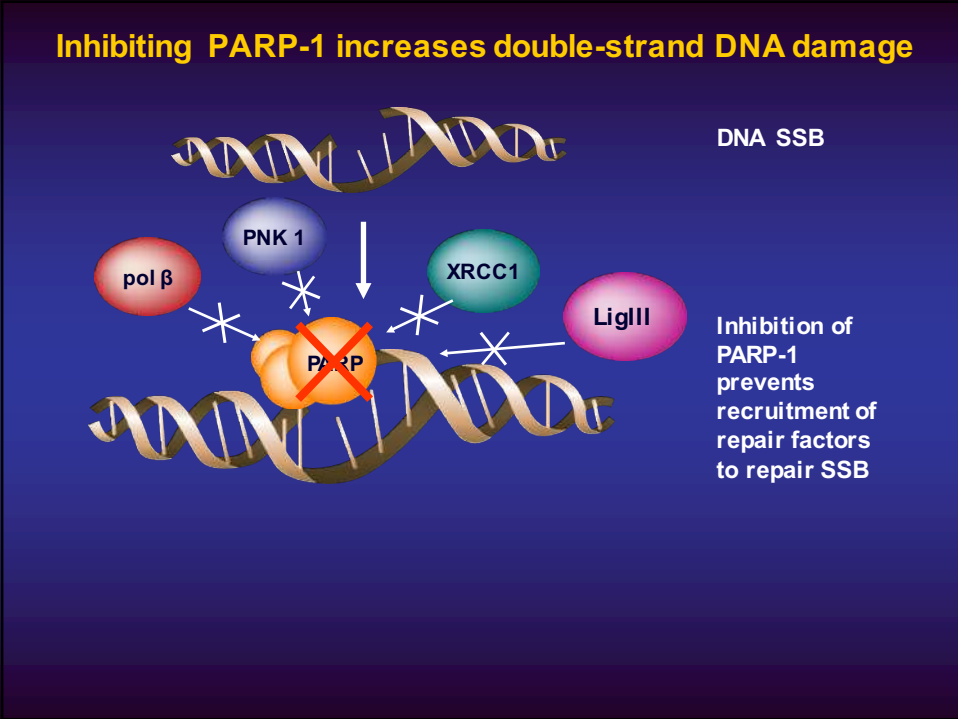 Inhibiting PARP-1 increases double-strand DNA damage
DNA SSB
PNK 1
pol β
XRCC1
LigIII
PARP
Inhibition of
PARP-1
prevents
recruitment of
repair factors
to repair SSB